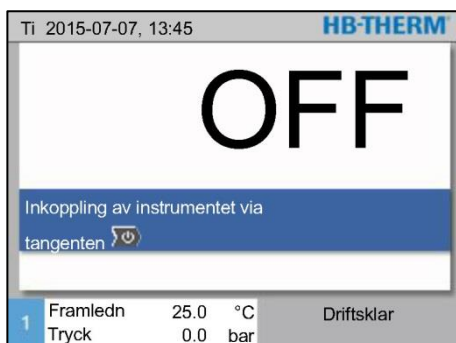 Ti 2015-07-07, 13:45 HB-THERM
OFF
Inkoppling av instrumentet via
tangenten
1 Framledn 25.0 °C Driftsklar
Tryck 0.0 bar